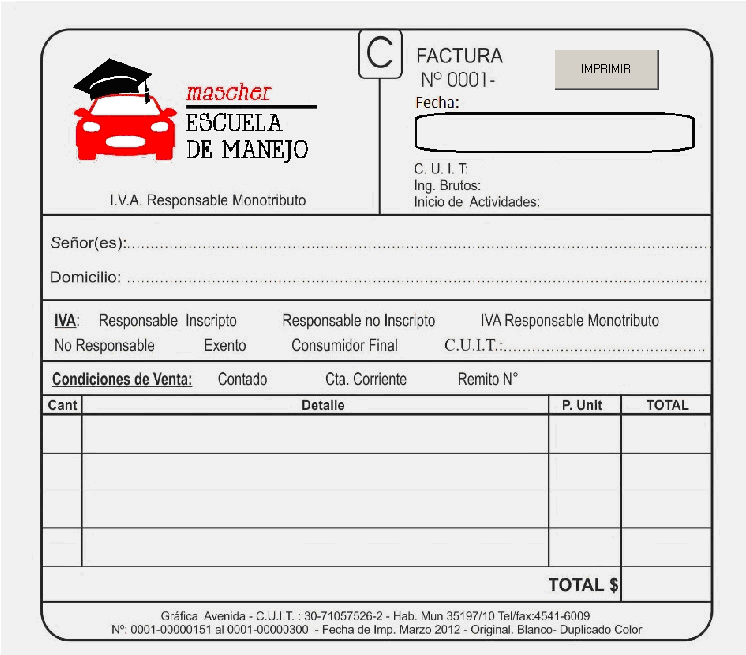 mascher
ESCUELA
DE MANEJO
I.V.A. Responsable Monotributo
C
FACTURA
Nº 0001-
IMPRIMIR
Fecha:
C. U. I. T:
Ing. Brutos:
Inicio de Actividades:
Señor(es):
Domicilio:
IVA: Responsable Inscripto Responsable no Inscripto IVA Responsable Monotributo
No Responsable Exento Consumidor Final C.U.I.T.:
Condiciones de Venta: Contado Cta. Corriente Remito N°
Cant Detalle P. Unit TOTAL
TOTAL $
Gráfica Avenida - C.U.I T. : 30-71057526-2 - Hab. Mun 35197/10 Tel/fax:4541-6009
Nº: 0001-00000151 al 0001-00000300 - Fecha de Imp. Marzo 2012 - Original. Blanco- Duplicado Color